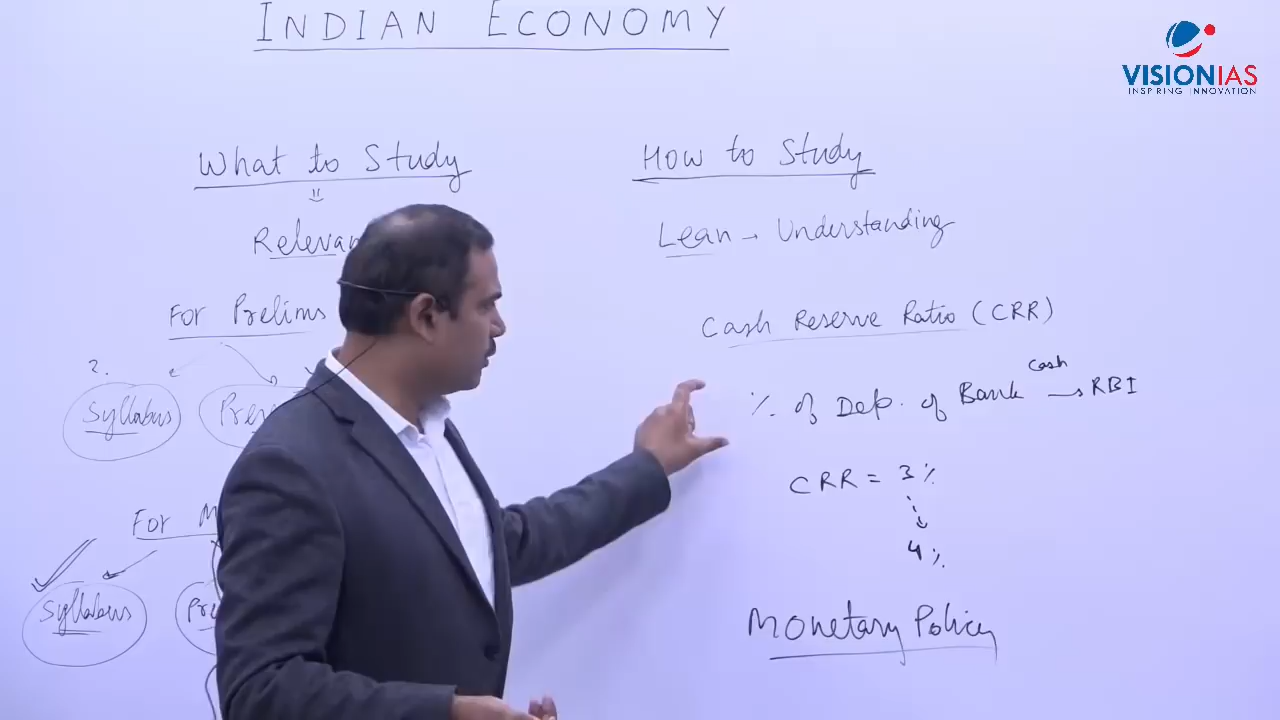 INDIAN ECONOMY
VISIONIAS
INSPIRING INNOVATION
What to Study
Relevan
For Prelims
2.
Syllabus
For M
Syllabus
Pre
How to Study
Lean → Understanding
Cash Reserve Ratio (CRR)
% of Dep. of Bank cash → RBI
CRR = 3%
4%
Monetary Policy